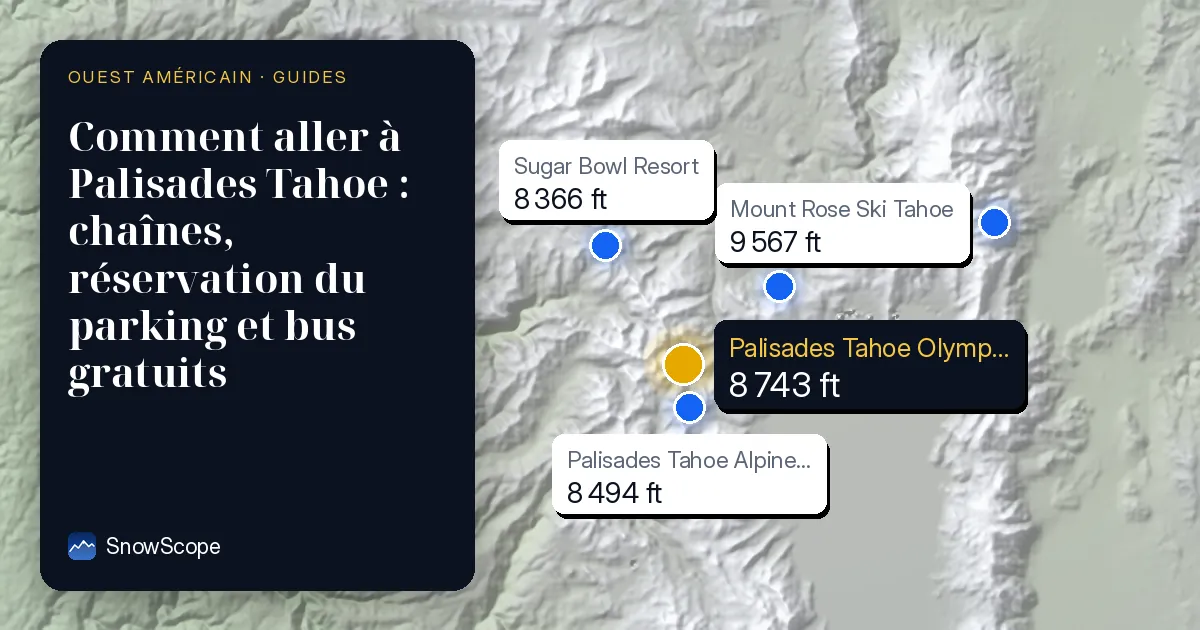 OUEST AMÉRICAIN · GUIDES
Comment aller à
Palisades Tahoe :
chaînes,
réservation du
parking et bus
gratuits
SnowScope
Sugar Bowl Resort
8 366 ft
Mount Rose Ski Tahoe
9 567 ft
Palisades Tahoe Olymp...
8 743 ft
Palisades Tahoe Alpine...
8 494 ft